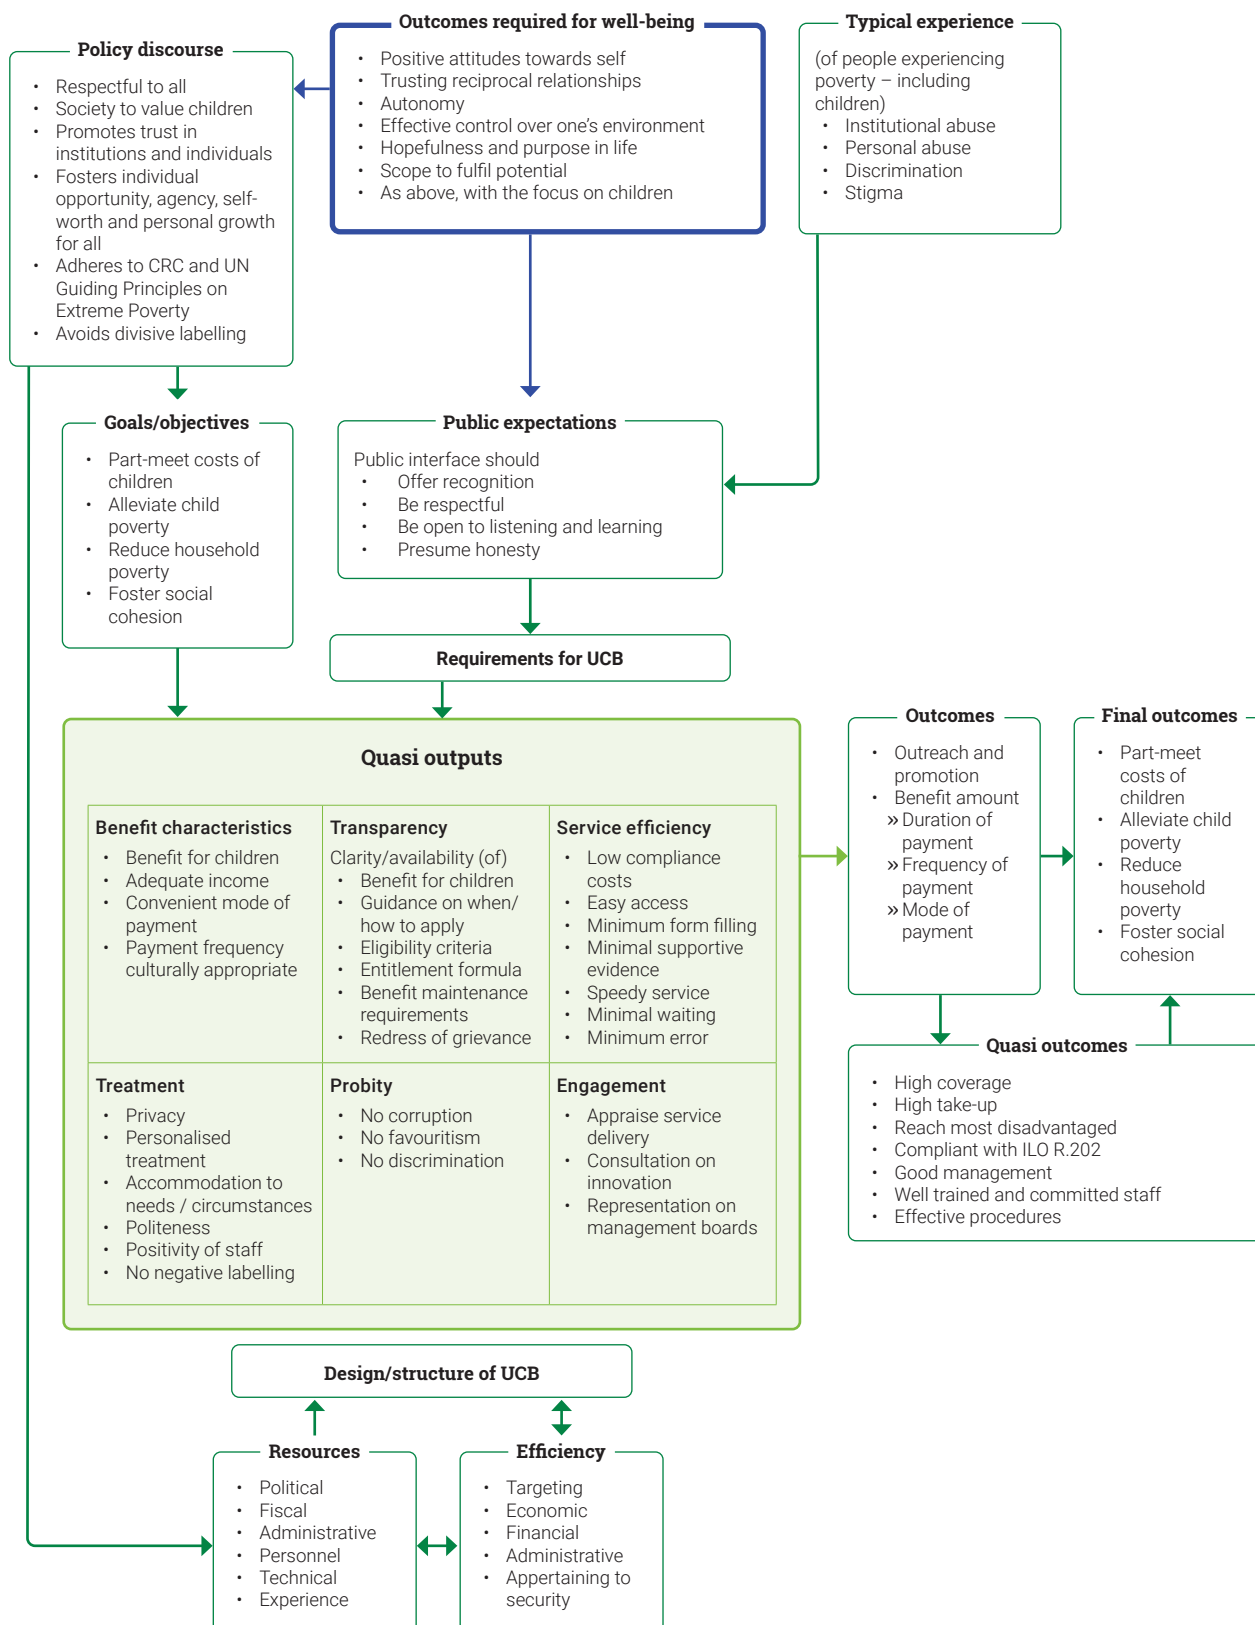 Outcomes required for well-being
• Positive attitudes towards self
• Trusting reciprocal relationships
• Autonomy
• Effective control over one's environment
• Hopefulness and purpose in life
• Scope to fulfil potential
• As above, with the focus on children
Typical experience
(of people experiencing
poverty – including
children)
• Institutional abuse
• Personal abuse
• Discrimination
• Stigma
Policy discourse
• Respectful to all
• Society to value children
• Promotes trust in
institutions and individuals
• Fosters individual
opportunity, agency, self-
worth and personal growth
for all
• Adheres to CRC and UN
Guiding Principles on
Extreme Poverty
• Avoids divisive labelling
Goals/objectives
• Part-meet costs of
children
• Alleviate child
poverty
• Reduce household
poverty
• Foster social
cohesion
Public expectations
Public interface should
• Offer recognition
• Be respectful
• Be open to listening and learning
• Presume honesty
Requirements for UCB
Quasi outputs
Benefit characteristics
• Benefit for children
• Adequate income
• Convenient mode of
payment
• Payment frequency
culturally appropriate
Transparency
Clarity/availability (of)
• Benefit for children
• Guidance on when/
how to apply
• Eligibility criteria
• Entitlement formula
• Benefit maintenance
requirements
• Redress of grievance
Service efficiency
• Low compliance
costs
• Easy access
• Minimum form filling
• Minimal supportive
evidence
• Speedy service
• Minimal waiting
• Minimum error
Treatment
• Privacy
• Personalised
treatment
• Accommodation to
needs / circumstances
• Politeness
• Positivity of staff
• No negative labelling
Probity
• No corruption
• No favouritism
• No discrimination
Engagement
• Appraise service
delivery
• Consultation on
innovation
• Representation on
management boards
Outcomes
• Outreach and
promotion
• Benefit amount
» Duration of
payment
» Frequency of
payment
» Mode of
payment
Final outcomes
• Part-meet
costs of
children
• Alleviate child
poverty
• Reduce
household
poverty
• Foster social
cohesion
Quasi outcomes
• High coverage
• High take-up
• Reach most disadvantaged
• Compliant with ILO R.202
• Good management
• Well trained and committed staff
• Effective procedures
Design/structure of UCB
Resources
• Political
• Fiscal
• Administrative
• Personnel
• Technical
• Experience
Efficiency
• Targeting
• Economic
• Financial
• Administrative
• Appertaining to
security